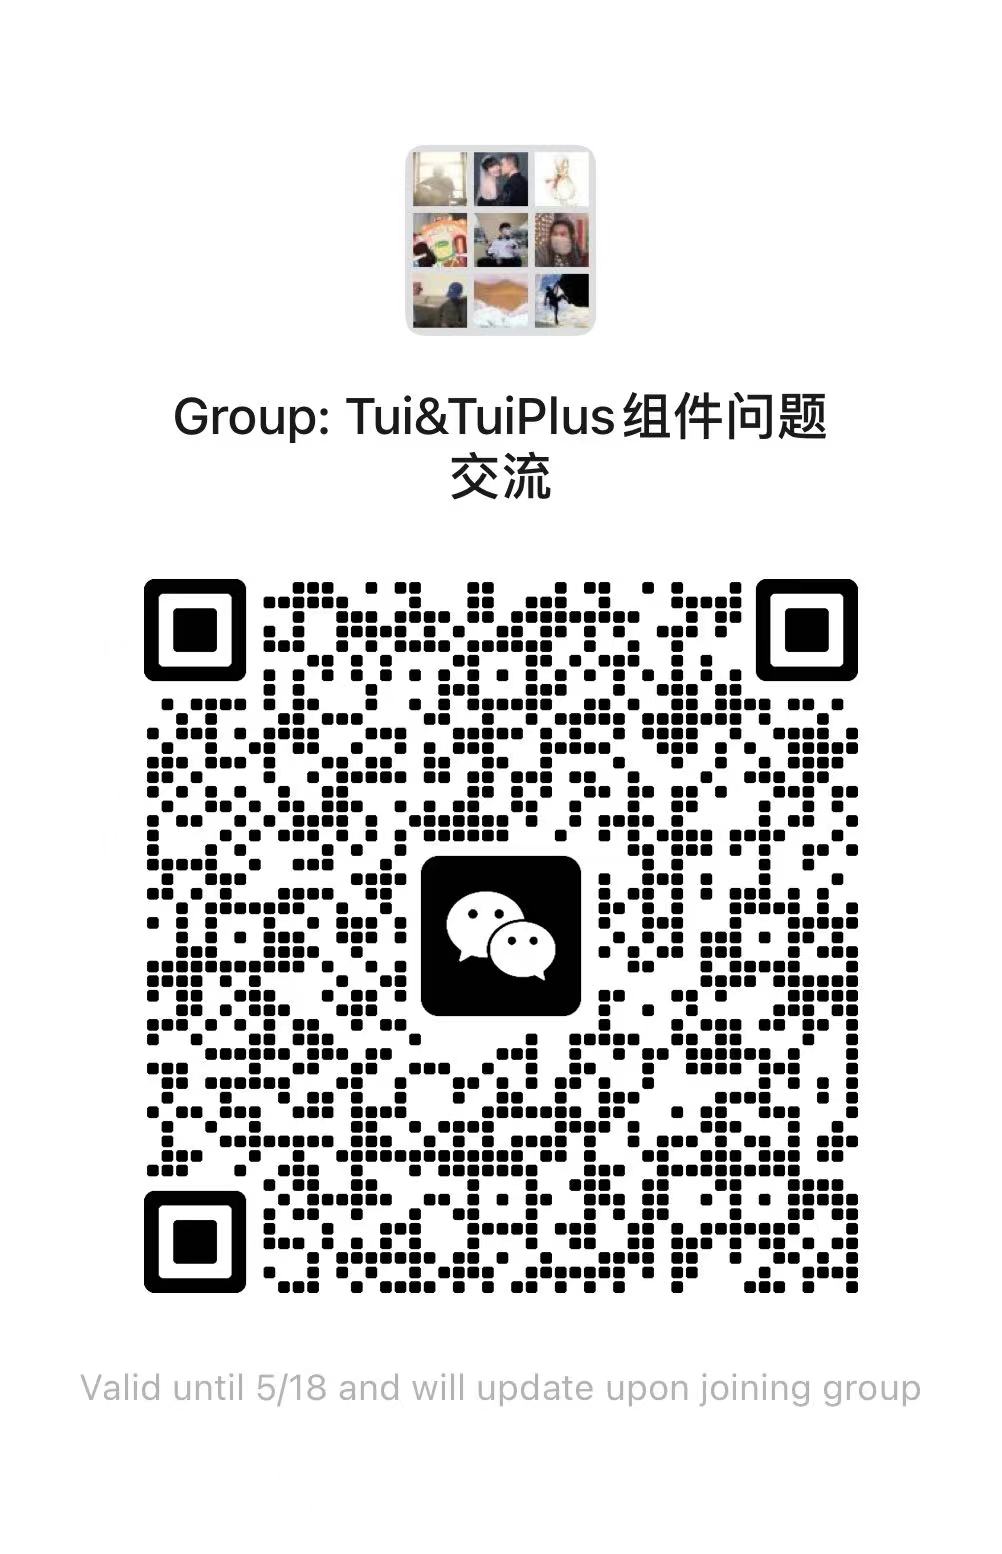 Group: Tui&TuiPlus组件问题
交流
Valid until 5/18 and will update upon joining group